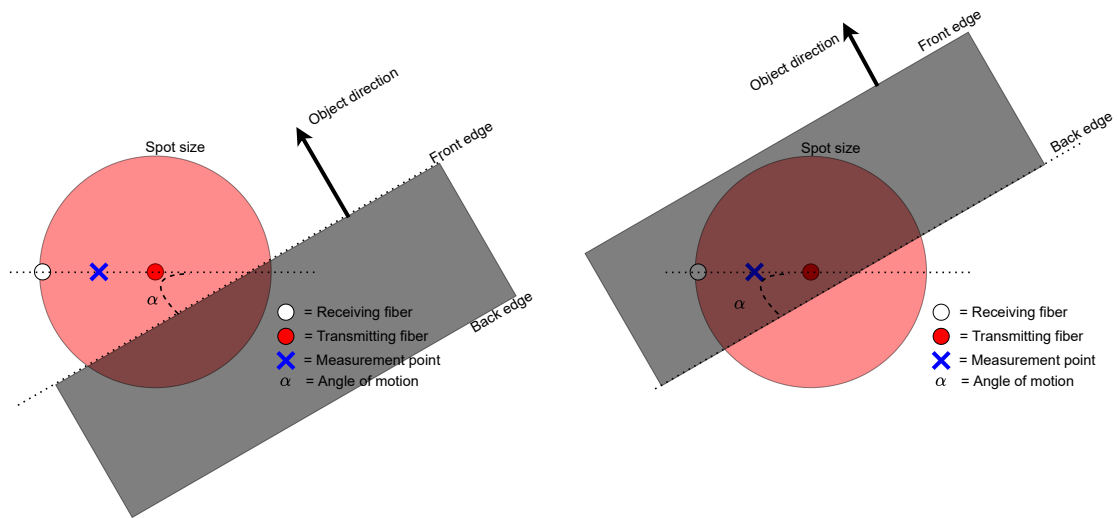 Object direction
Front edge
Spot size
α
Back edge
= Receiving fiber
= Transmitting fiber
= Measurement point
α = Angle of motion
Front edge
Object direction
Back edge
Spot size
α
= Receiving fiber
= Transmitting fiber
= Measurement point
α = Angle of motion